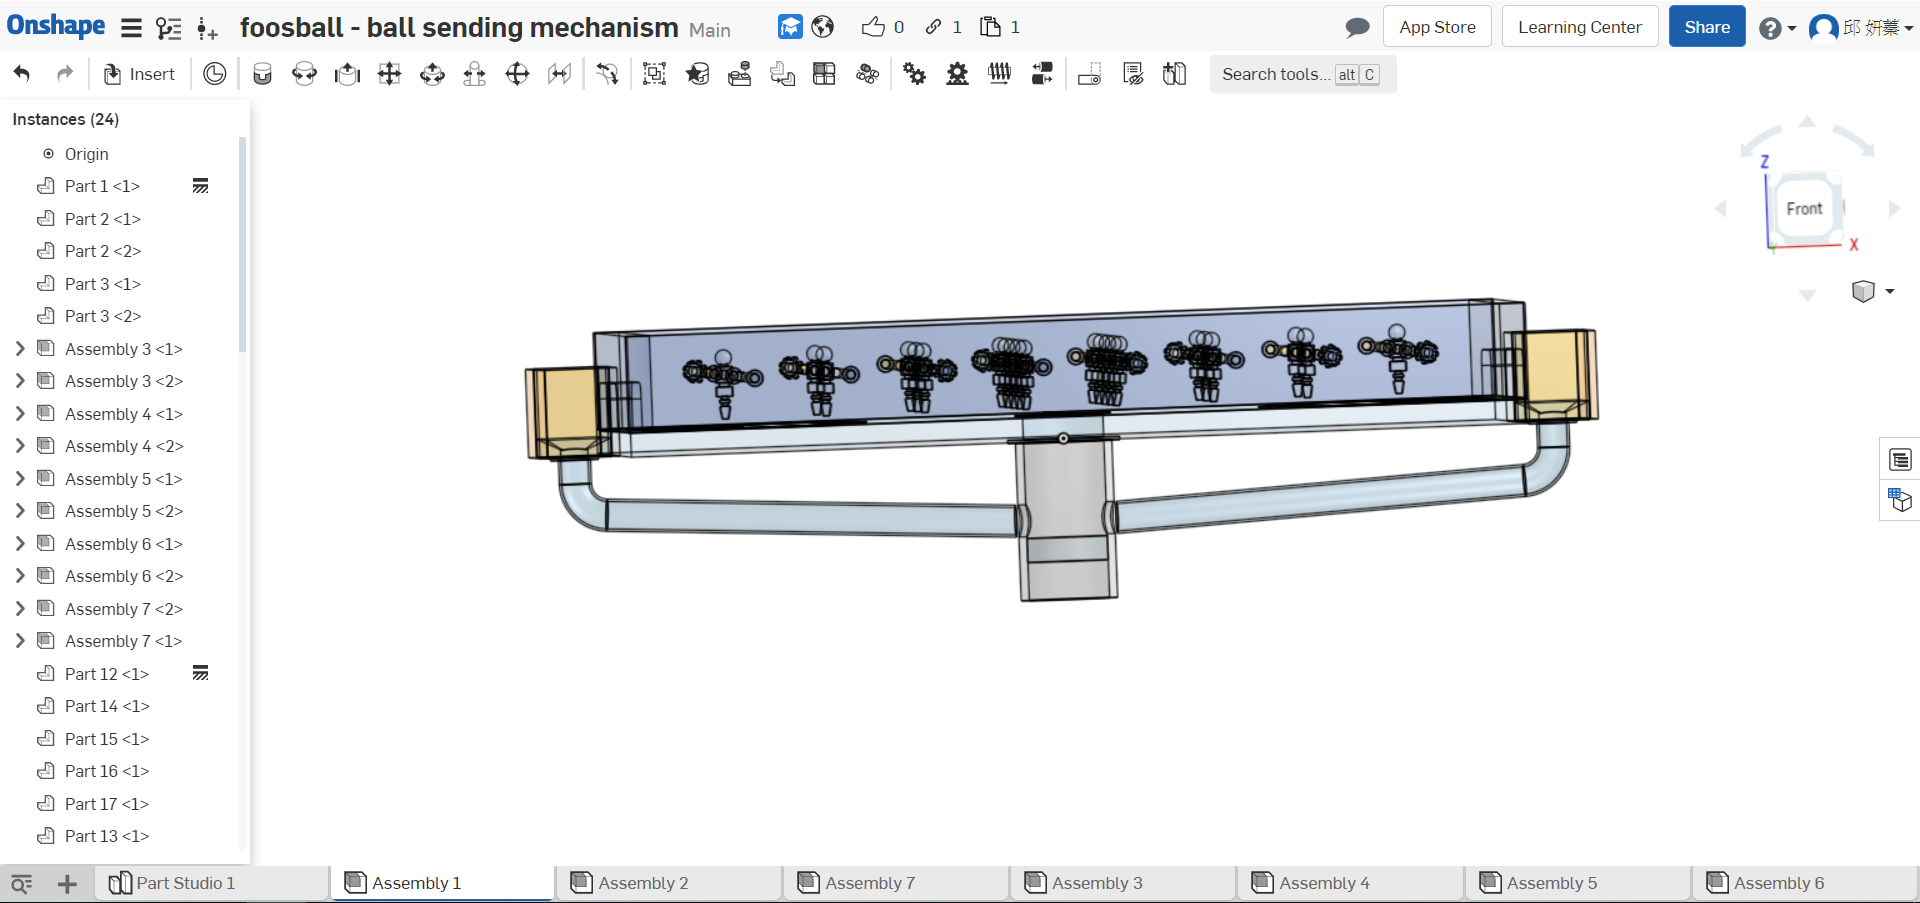 Onshape foosball - ball sending mechanism Main 0 1 1 App Store Learning Center Share 邱 妍蓁
Insert Search tools... alt C
Instances (24)
Origin
Part 1 <1>
Part 2 <1>
Part 2 <2>
Part 3 <1>
Part 3 <2>
Assembly 3 <1>
Assembly 3 <2>
Assembly 4 <1>
Assembly 4 <2>
Assembly 5 <1>
Assembly 5 <2>
Assembly 6 <1>
Assembly 6 <2>
Assembly 7 <2>
Assembly 7 <1>
Part 12 <1>
Part 14 <1>
Part 15 <1>
Part 16 <1>
Part 17 <1>
Part 13 <1>
Z
Front
X
Y
Part Studio 1 Assembly 1 Assembly 2 Assembly 7 Assembly 3 Assembly 4 Assembly 5 Assembly 6